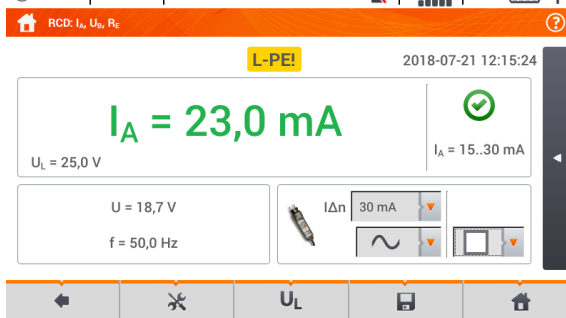 RCD: IA, UB, RE
?
L-PE!
2018-07-21 12:15:24
IA = 23,0 mA
UL = 25,0 V
IA = 15..30 mA
U = 18,7 V
f = 50,0 Hz
IΔn 30 mA
UL